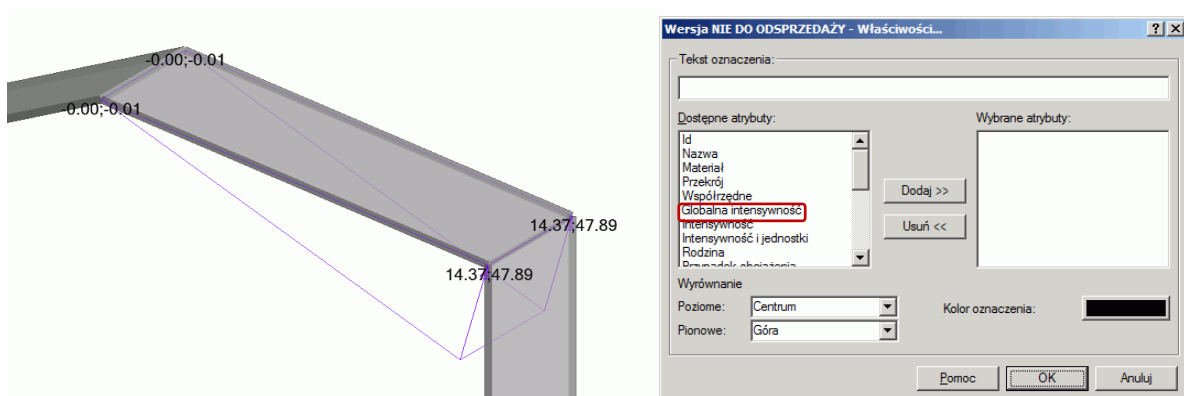 -0.00;-0.01
-0.00;-0.01
14.37;47.89
14.37;47.89
Wersja NIE DO ODSPRZEDAŻY - Właściwości...
Tekst oznaczenia:
Dostępne atrybuty:
Wybrane atrybuty:
Id
Nazwa
Materiał
Przekrój
Współrzędne
Globalna intensywność
Intensywność
Intensywność i jednostki
Rodzina
Przypadek obciążenia
Dodaj >>
Usuń <<
Wyrównanie
Poziome:
Centrum
Kolor oznaczenia:
Pionowe:
Góra
Pomoc
OK
Anuluj